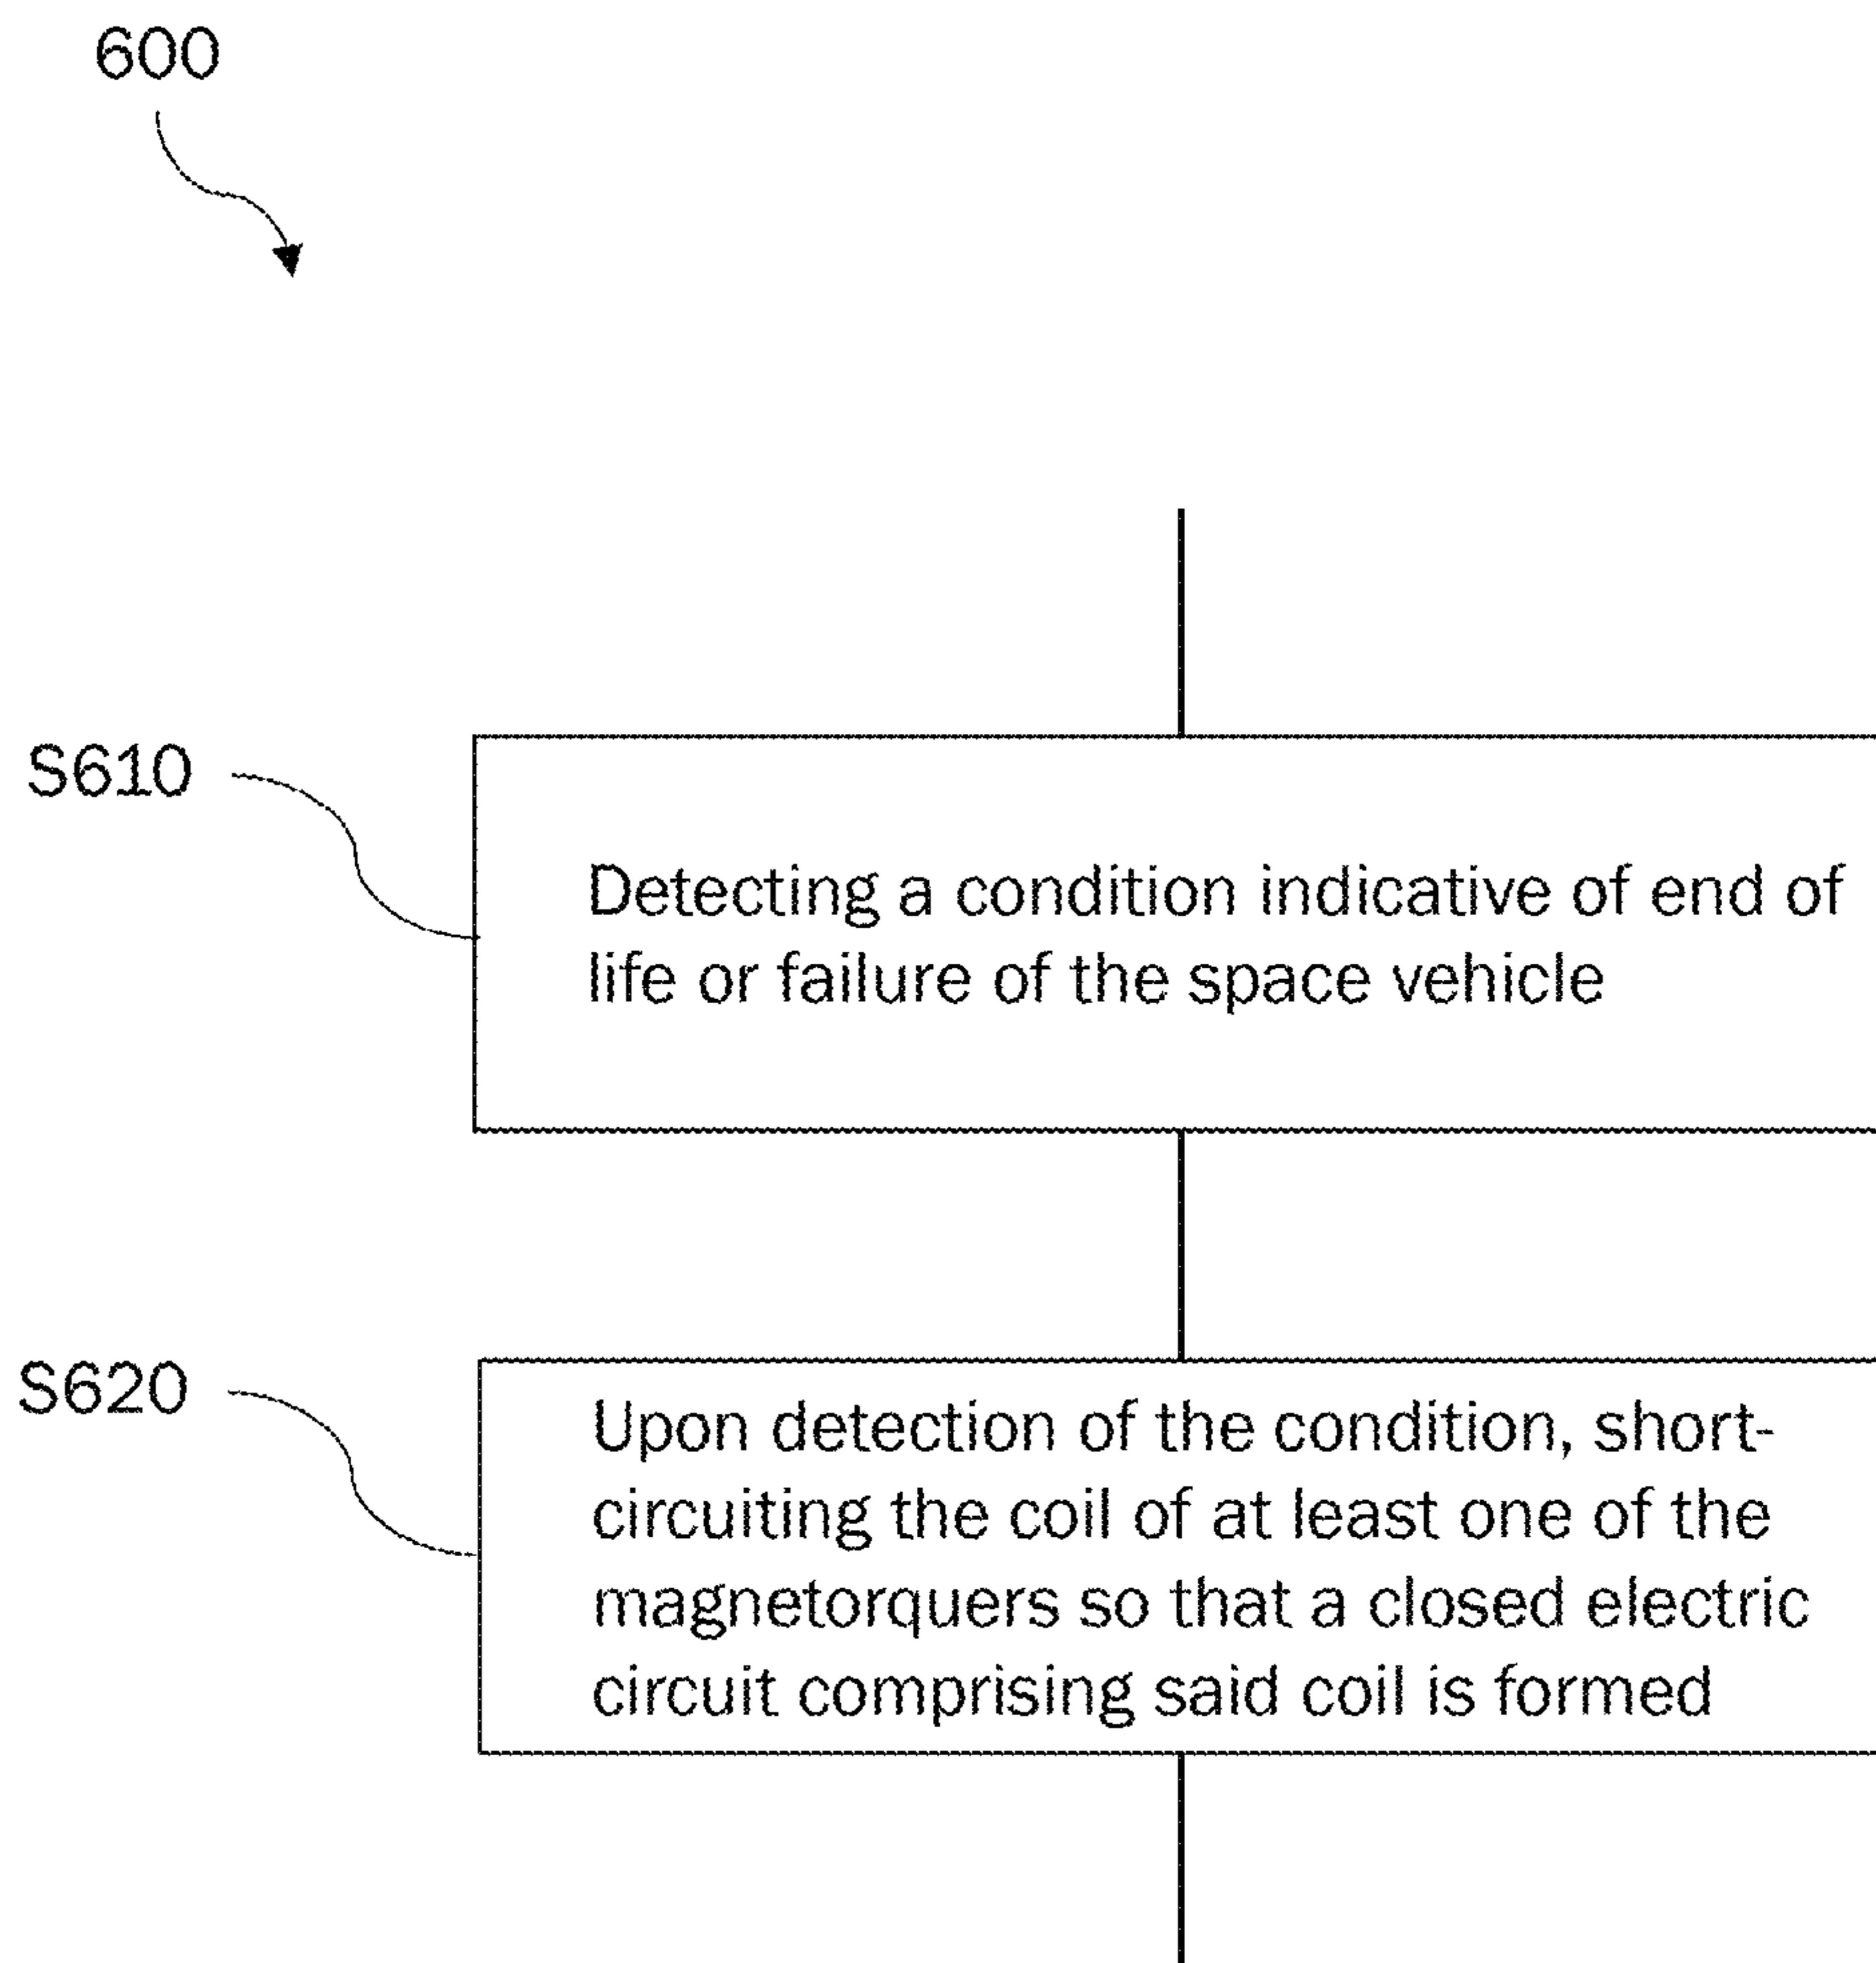 600
S610
Detecting a condition indicative of end of
life or failure of the space vehicle
S620
Upon detection of the condition, short-
circuiting the coil of at least one of the
magnetorquers so that a closed electric
circuit comprising said coil is formed